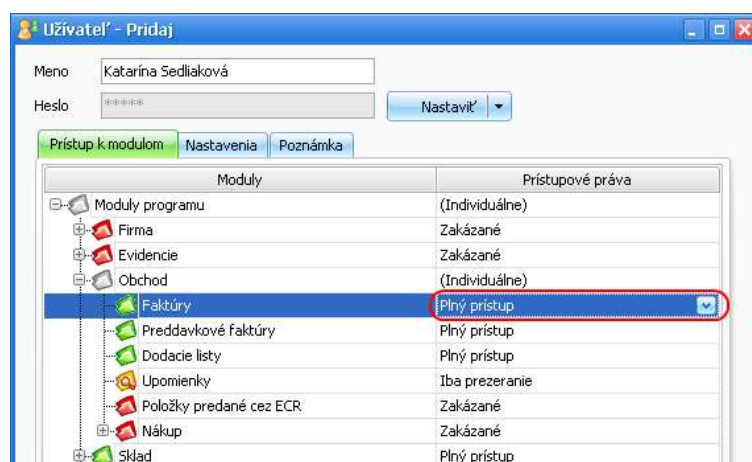 Užívateľ - Pridaj
Meno Katarína Sedliaková
Heslo ***** Nastaviť
Prístup k modulom Nastavenia Poznámka
Moduly Prístupové práva
Moduly programu (Individuálne)
Firma Zakázané
Evidencie Zakázané
Obchod (Individuálne)
Faktúry Plný prístup
Preddavkové faktúry Plný prístup
Dodacie listy Plný prístup
Upomienky Iba prezeranie
Položky predané cez ECR Zakázané
Nákup Zakázané
Sklad Plný prístup